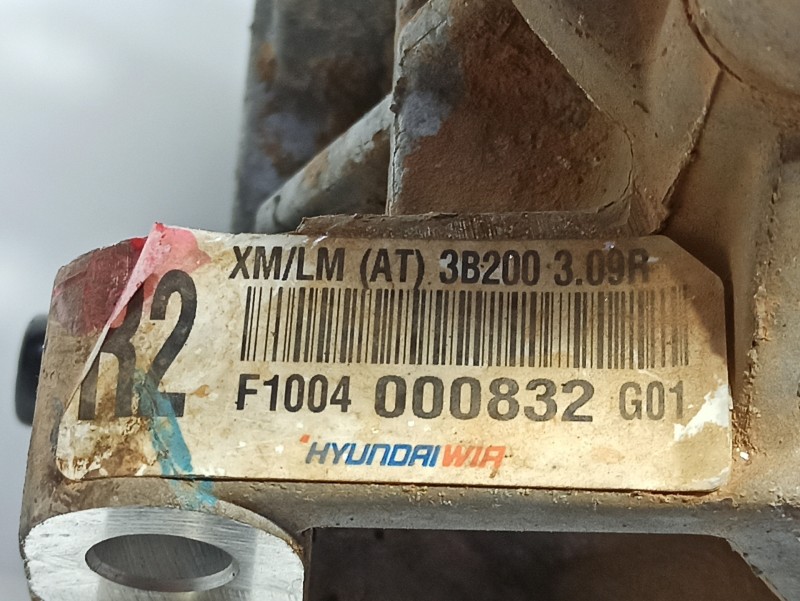 XM/LM (AT) 3B200 3.09R
R2
F1004 000832 G01
HYUNDAI WIA